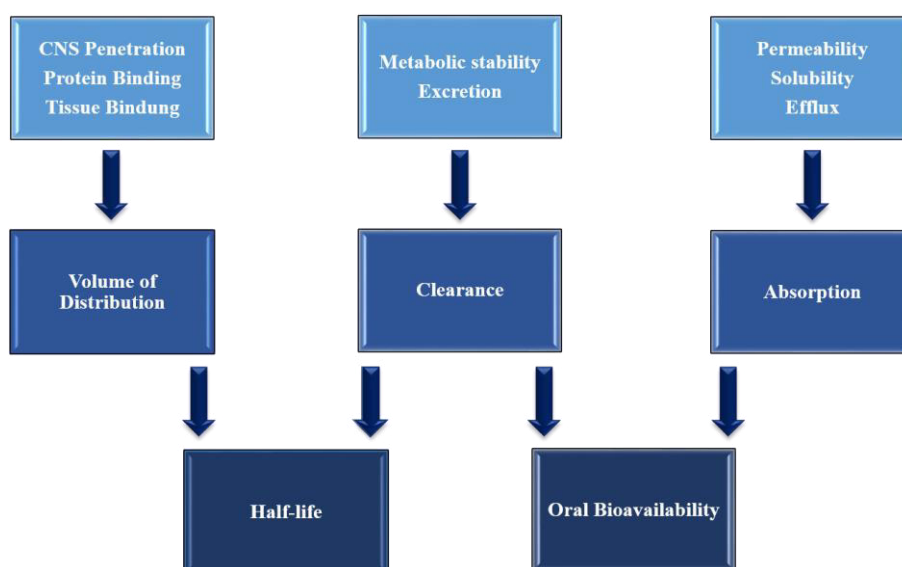 CNS Penetration
Protein Binding
Tissue Bindung
Metabolic stability
Excretion
Permeability
Solubility
Efflux
Volume of
Distribution
Clearance
Absorption
Half-life
Oral Bioavailability